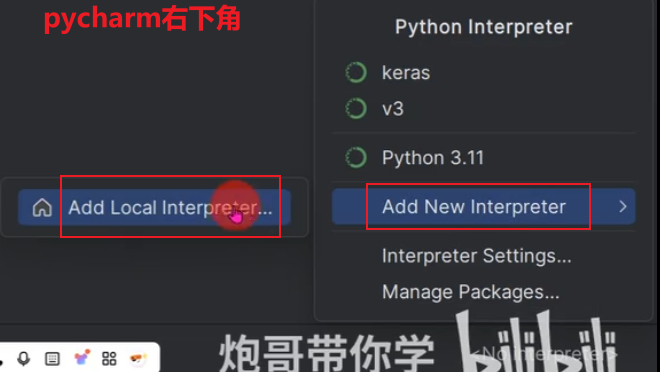 pycharm右下角
Python Interpreter
keras
v3
Python 3.11
Add Local Interpreter...
Add New Interpreter
Interpreter Settings...
Manage Packages...
炮哥带你学
bilibili
<No interpreter>